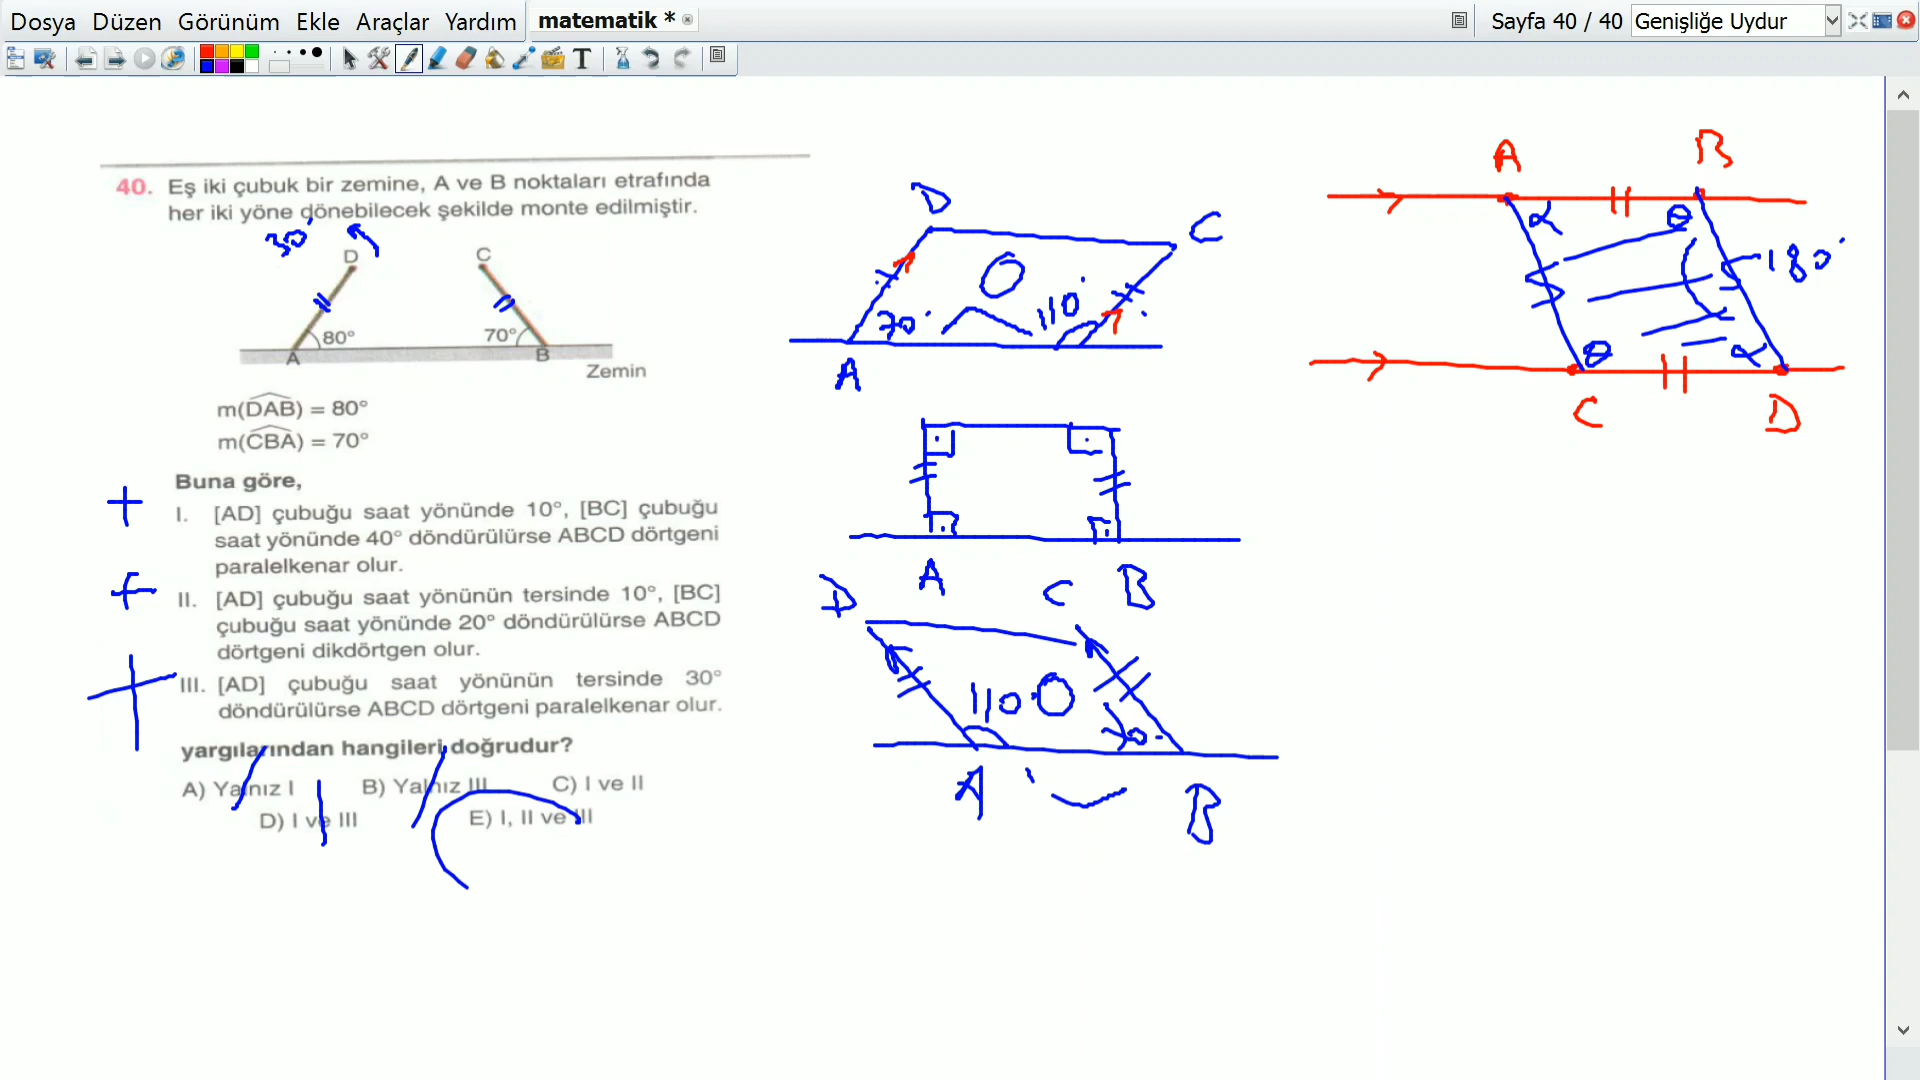 Dosya Düzen Görünüm Ekle Araçlar Yardım
matematik *
Sayfa 40 / 40
Genişliğe Uydur
T
40. Eş iki çubuk bir zemine, A ve B noktaları etrafında
her iki yöne dönebilecek şekilde monte edilmiştir.
30°
D
C
80°
70°
A
B
Zemin
m(DAB) = 80°
m(CBA) = 70°
Buna göre,
I. [AD] çubuğu saat yönünde 10°, [BC] çubuğu
saat yönünde 40° döndürülürse ABCD dörtgeni
paralelkenar olur.
II. [AD] çubuğu saat yönünün tersinde 10°, [BC]
çubuğu saat yönünde 20° döndürülürse ABCD
dörtgeni dikdörtgen olur.
III. [AD] çubuğu saat yönünün tersinde 30°
döndürülürse ABCD dörtgeni paralelkenar olur.
yargılarından hangileri doğrudur?
A) Yalnız I B) Yalnız III C) I ve II
D) I ve III E) I, II ve III
D
C
70°
110°
A
A
B
D
C
110°
70°
A
B
A
B
α
θ
180°
θ
α
C
D